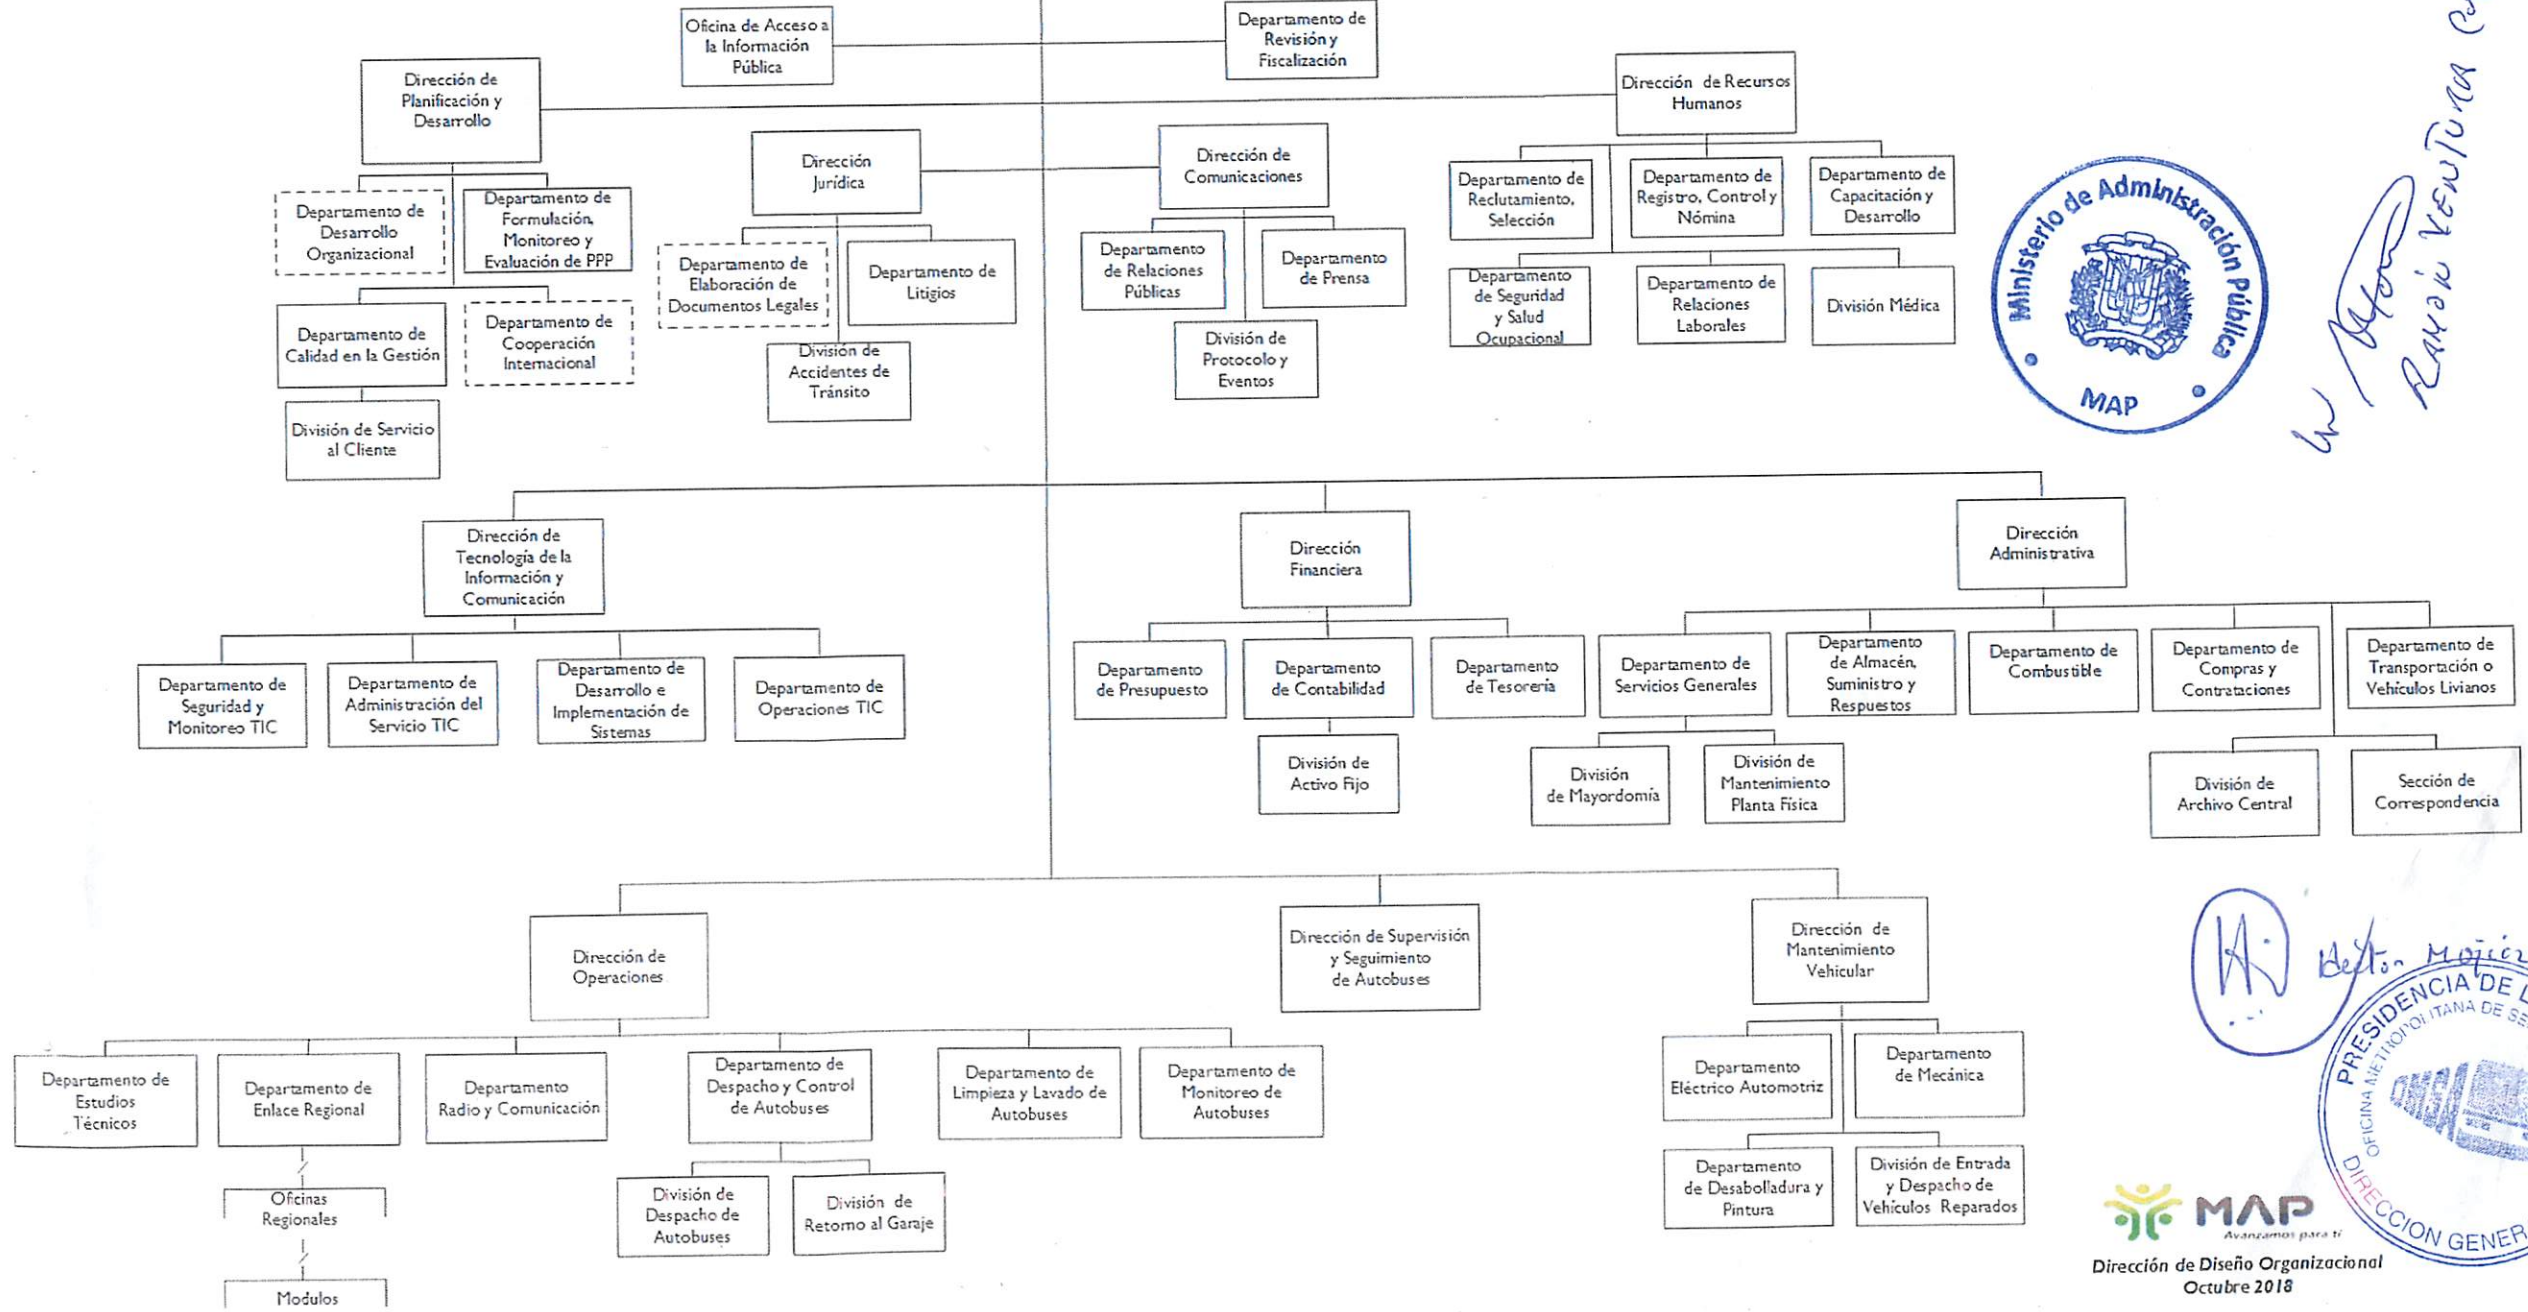 Oficina de Acceso a
la Información
Pública
Departamento de
Revisión y
Fiscalización
Dirección de
Planificación y
Desarrollo
Dirección de Recursos
Humanos
Dirección
Jurídica
Dirección de
Comunicaciones
Departamento de
Desarrollo
Organizacional
Departamento de
Formulación,
Monitoreo y
Evaluación de PPP
Departamento de
Calidad en la Gestión
Departamento de
Cooperación
Internacional
División de Servicio
al Cliente
Departamento de
Elaboración de
Documentos Legales
Departamento de
Litigios
División de
Accidentes de
Tránsito
Departamento
de Relaciones
Públicas
Departamento
de Prensa
División de
Protocolo y
Eventos
Departamento de
Reclutamiento,
Selección
Departamento de
Registro, Control y
Nómina
Departamento de
Capacitación y
Desarrollo
Departamento
de Seguridad
y Salud
Ocupacional
Departamento de
Relaciones
Laborales
División Médica
Ministerio de Administración Pública
MAP
RAMÓN VENTURA
Dirección de
Tecnología de la
Información y
Comunicación
Dirección
Financiera
Dirección
Administrativa
Departamento de
Seguridad y
Monitoreo TIC
Departamento de
Administración del
Servicio TIC
Departamento de
Desarrollo e
Implementación de
Sistemas
Departamento de
Operaciones TIC
Departamento
de Presupuesto
Departamento
de Contabilidad
Departamento
de Tesorería
División de
Activo Fijo
Departamento de
Servicios Generales
Departamento
de Almacén,
Suministro y
Respuestos
Departamento de
Combustible
Departamento de
Compras y
Contrataciones
Departamento de
Transportación o
Vehículos Livianos
División
de Mayordomía
División de
Mantenimiento
Planta Física
División de
Archivo Central
Sección de
Correspondencia
Dirección de
Operaciones
Dirección de Supervisión
y Seguimiento
de Autobuses
Dirección de
Mantenimiento
Vehicular
Departamento de
Estudios
Técnicos
Departamento de
Enlace Regional
Departamento
Radio y Comunicación
Departamento de
Despacho y Control
de Autobuses
Departamento de
Limpieza y Lavado de
Autobuses
Departamento de
Monitoreo de
Autobuses
Oficinas
Regionales
Modulos
División de
Despacho de
Autobuses
División de
Retorno al Garaje
Departamento
Eléctrico Automotriz
Departamento
de Mecánica
Departamento
de Desabolladura y
Pintura
División de Entrada
y Despacho de
Vehículos Reparados
PRESIDENCIA DE
OFICINA METROPOLITANA DE
OMSA
DIRECCION
MAP
Avanzamos para ti
Dirección de Diseño Organizacional
Octubre 2018